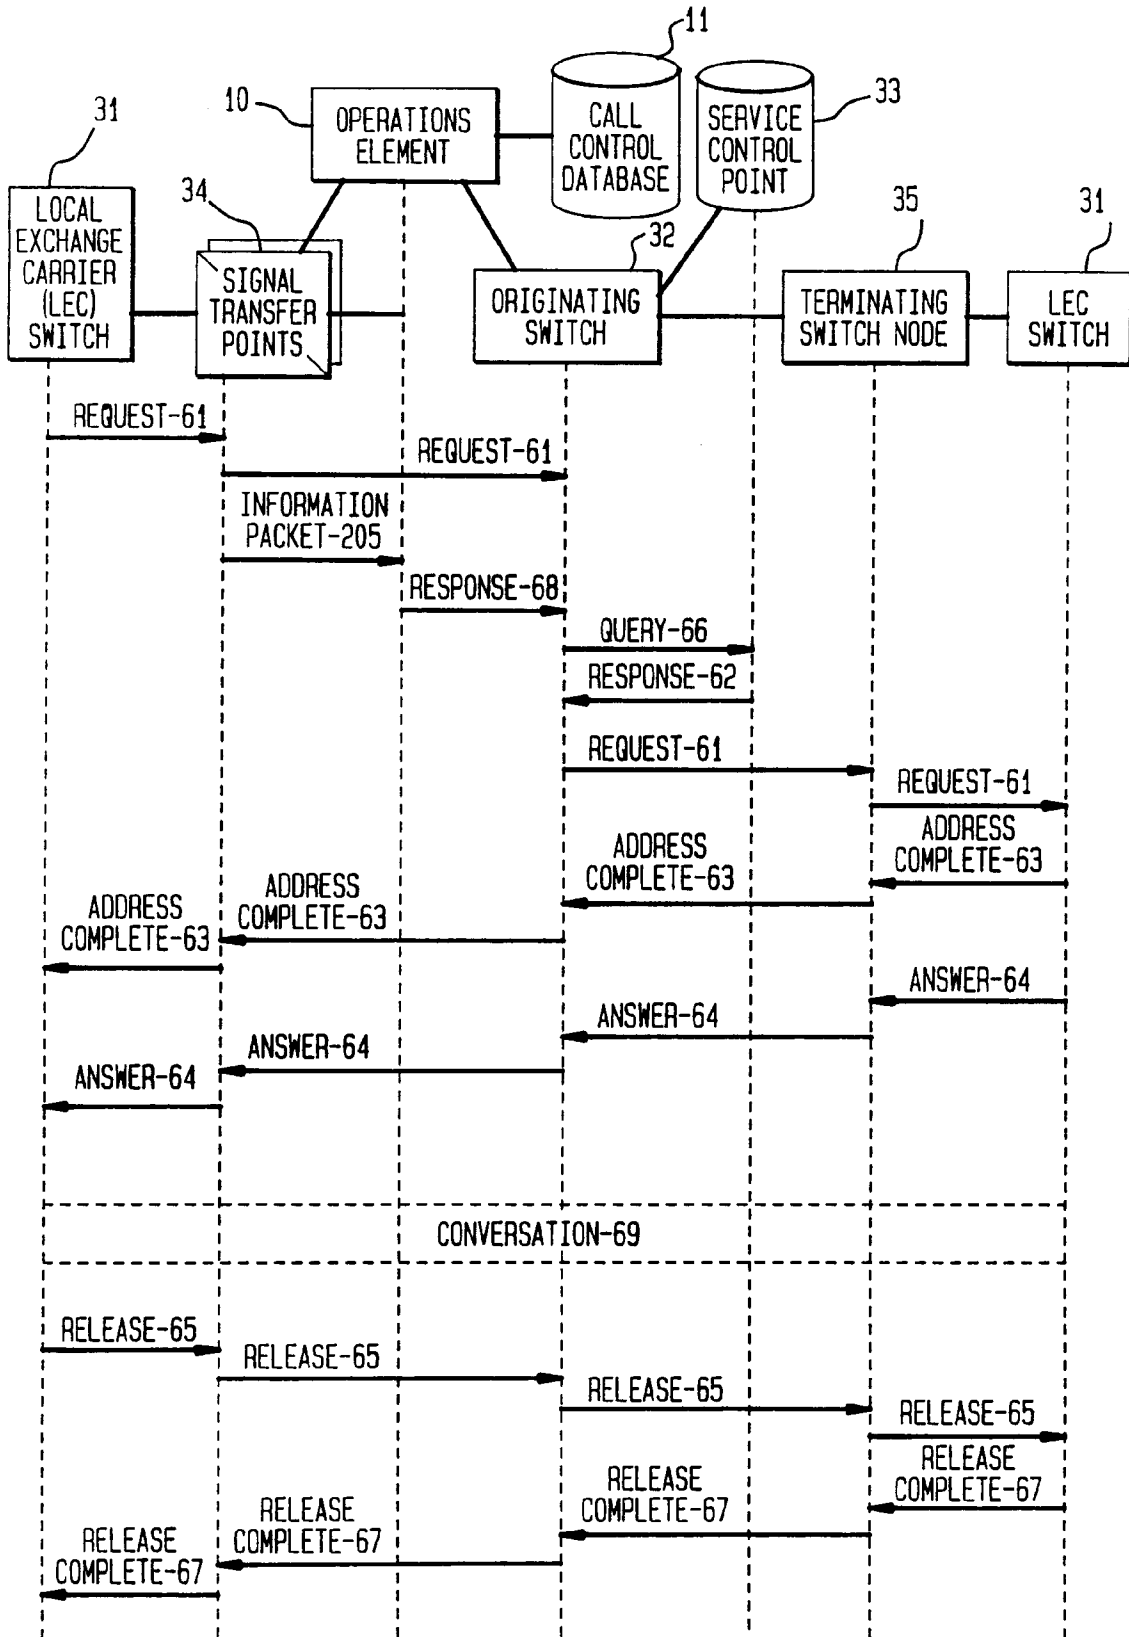 11
10
OPERATIONS
ELEMENT
CALL
CONTROL
DATABASE
SERVICE
CONTROL
POINT
33
31
LOCAL
EXCHANGE
CARRIER
(LEC)
SWITCH
34
SIGNAL
TRANSFER
POINTS
32
ORIGINATING
SWITCH
35
TERMINATING
SWITCH NODE
31
LEC
SWITCH
REQUEST-61
REQUEST-61
INFORMATION
PACKET-205
RESPONSE-68
QUERY-66
RESPONSE-62
REQUEST-61
REQUEST-61
ADDRESS
COMPLETE-63
ADDRESS
COMPLETE-63
ADDRESS
COMPLETE-63
ADDRESS
COMPLETE-63
ANSWER-64
ANSWER-64
ANSWER-64
ANSWER-64
CONVERSATION-69
RELEASE-65
RELEASE-65
RELEASE-65
RELEASE-65
RELEASE
COMPLETE-67
RELEASE
COMPLETE-67
RELEASE
COMPLETE-67
RELEASE
COMPLETE-67